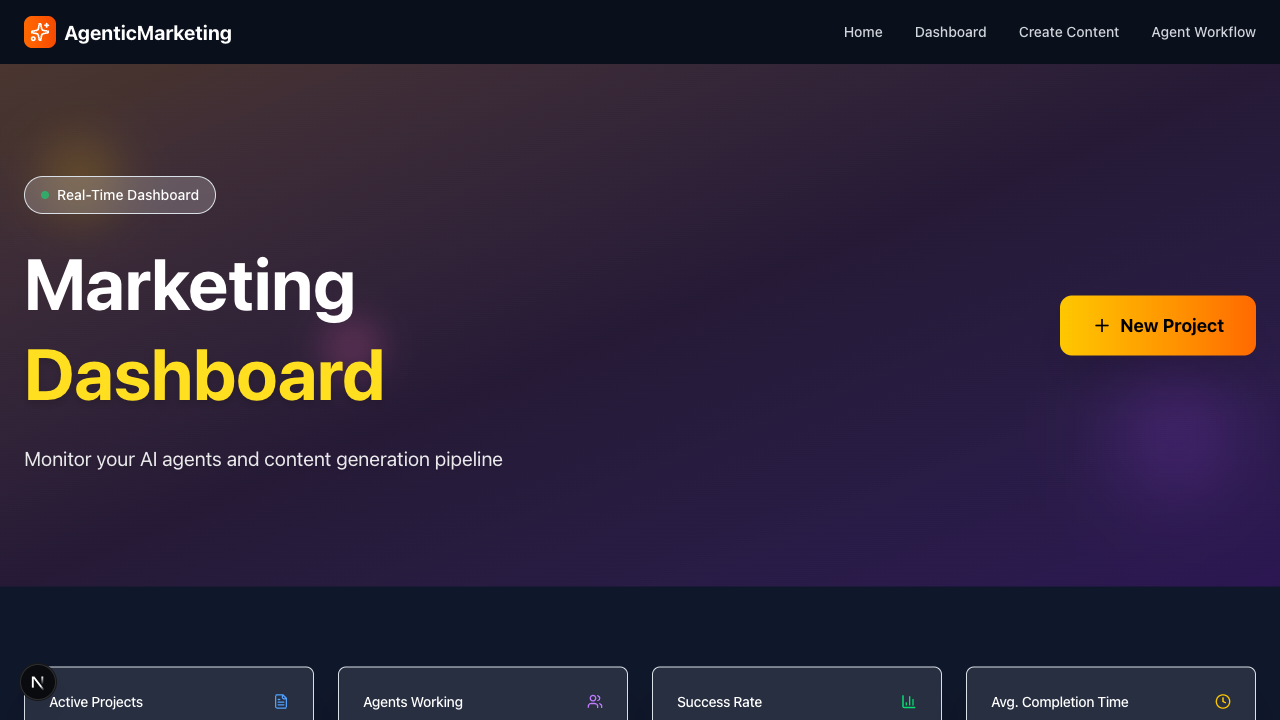 AgenticMarketing
Home
Dashboard
Create Content
Agent Workflow
Real-Time Dashboard
Marketing
Dashboard
Monitor your AI agents and content generation pipeline
New Project
N
Active Projects
Agents Working
Success Rate
Avg. Completion Time